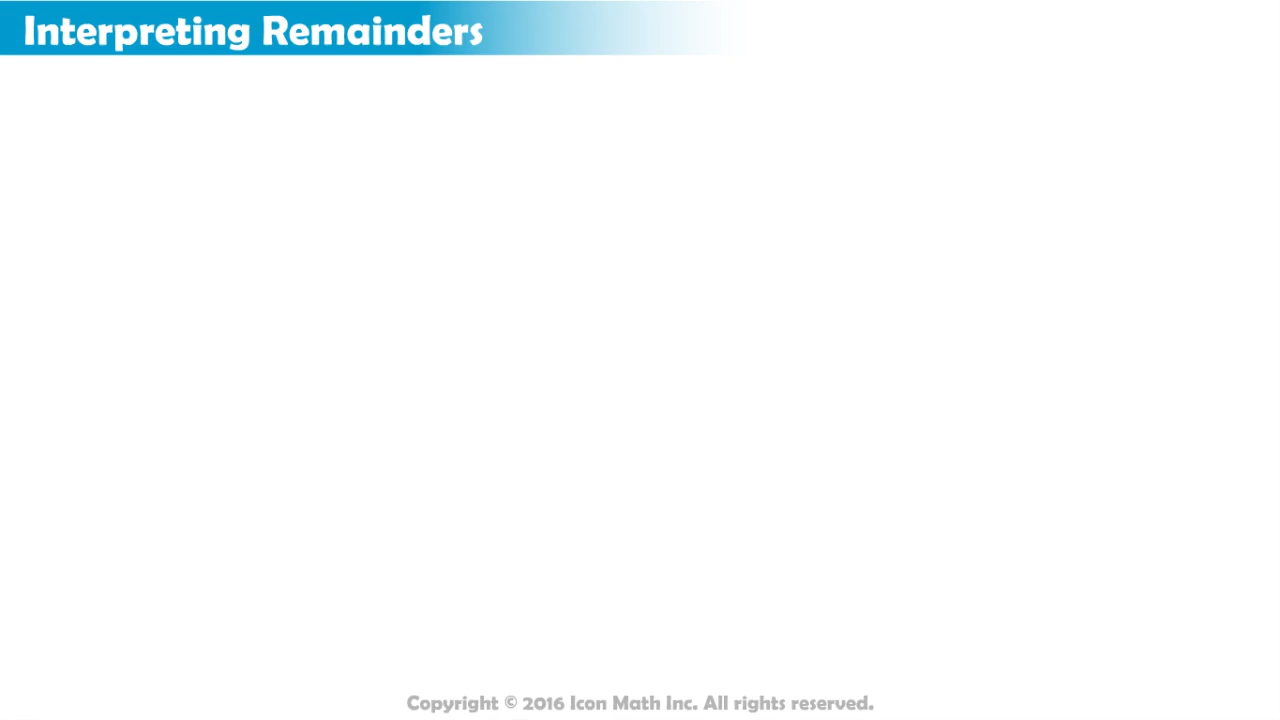 Interpreting Remainders
Copyright © 2016 Icon Math Inc. All rights reserved.